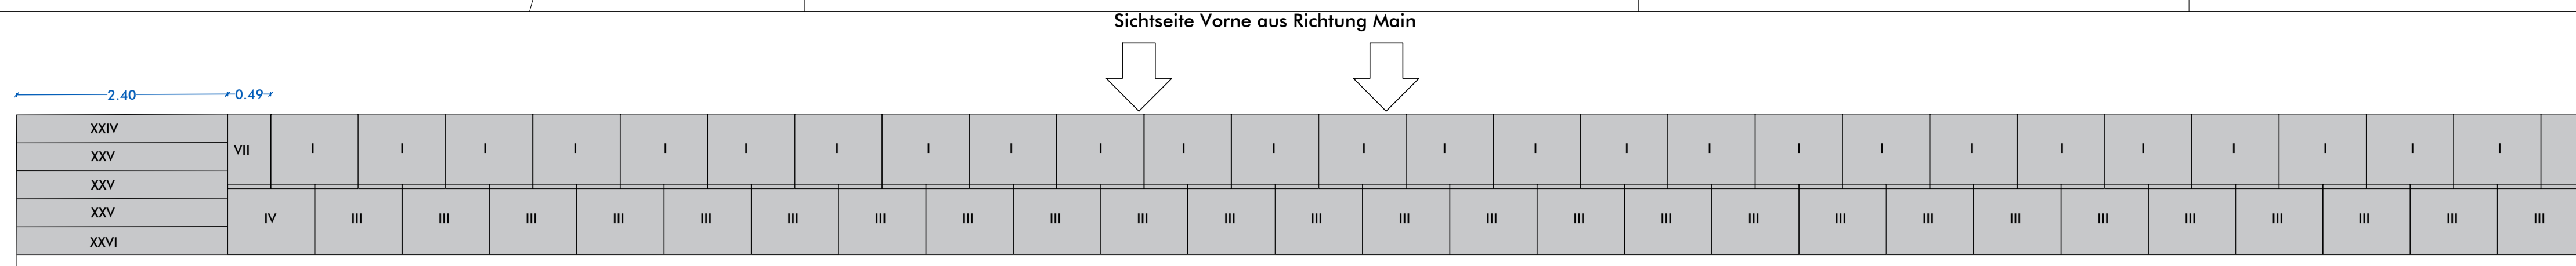 Sichtseite Vorne aus Richtung Main
2.40 0.49
XXIV
XXV
XXV
XXV
XXVI
VII I I I I I I I I I I I I I I I I I I I I I I I I I I
IV III III III III III III III III III III III III III III III III III III III III III III III III III III